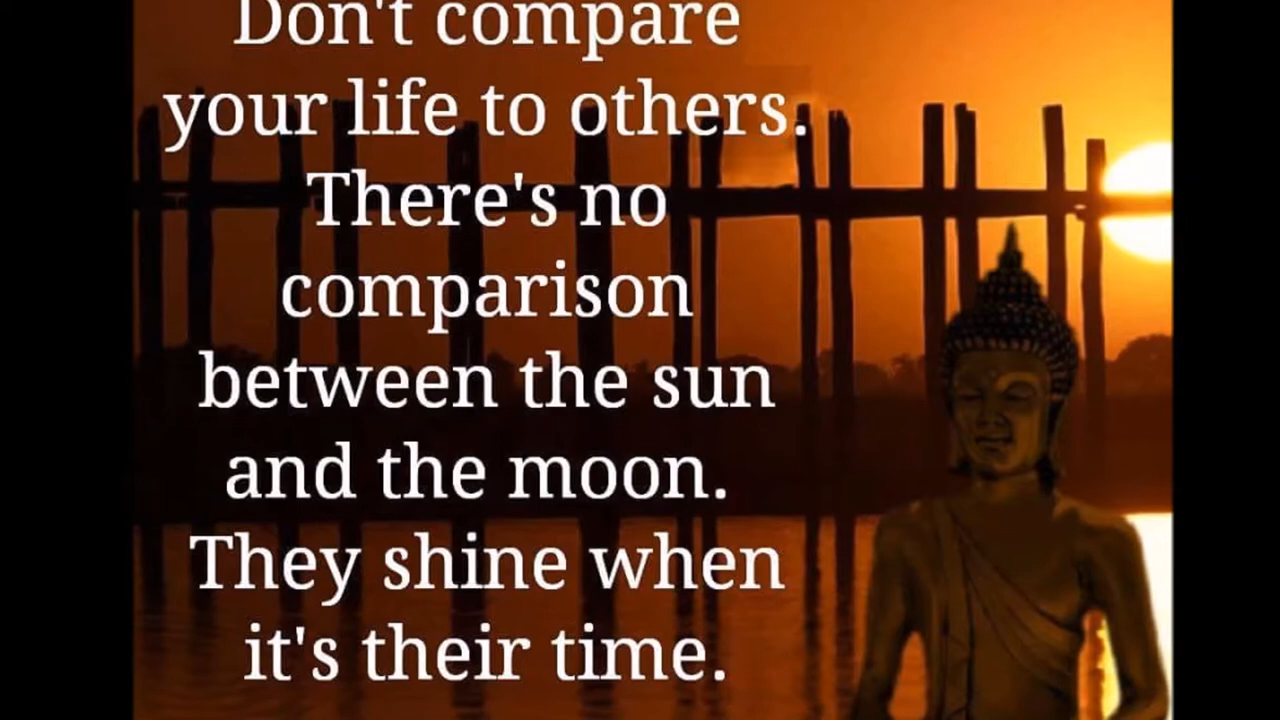 Don't compare
your life to others.
There's no
comparison
between the sun
and the moon.
They shine when
it's their time.